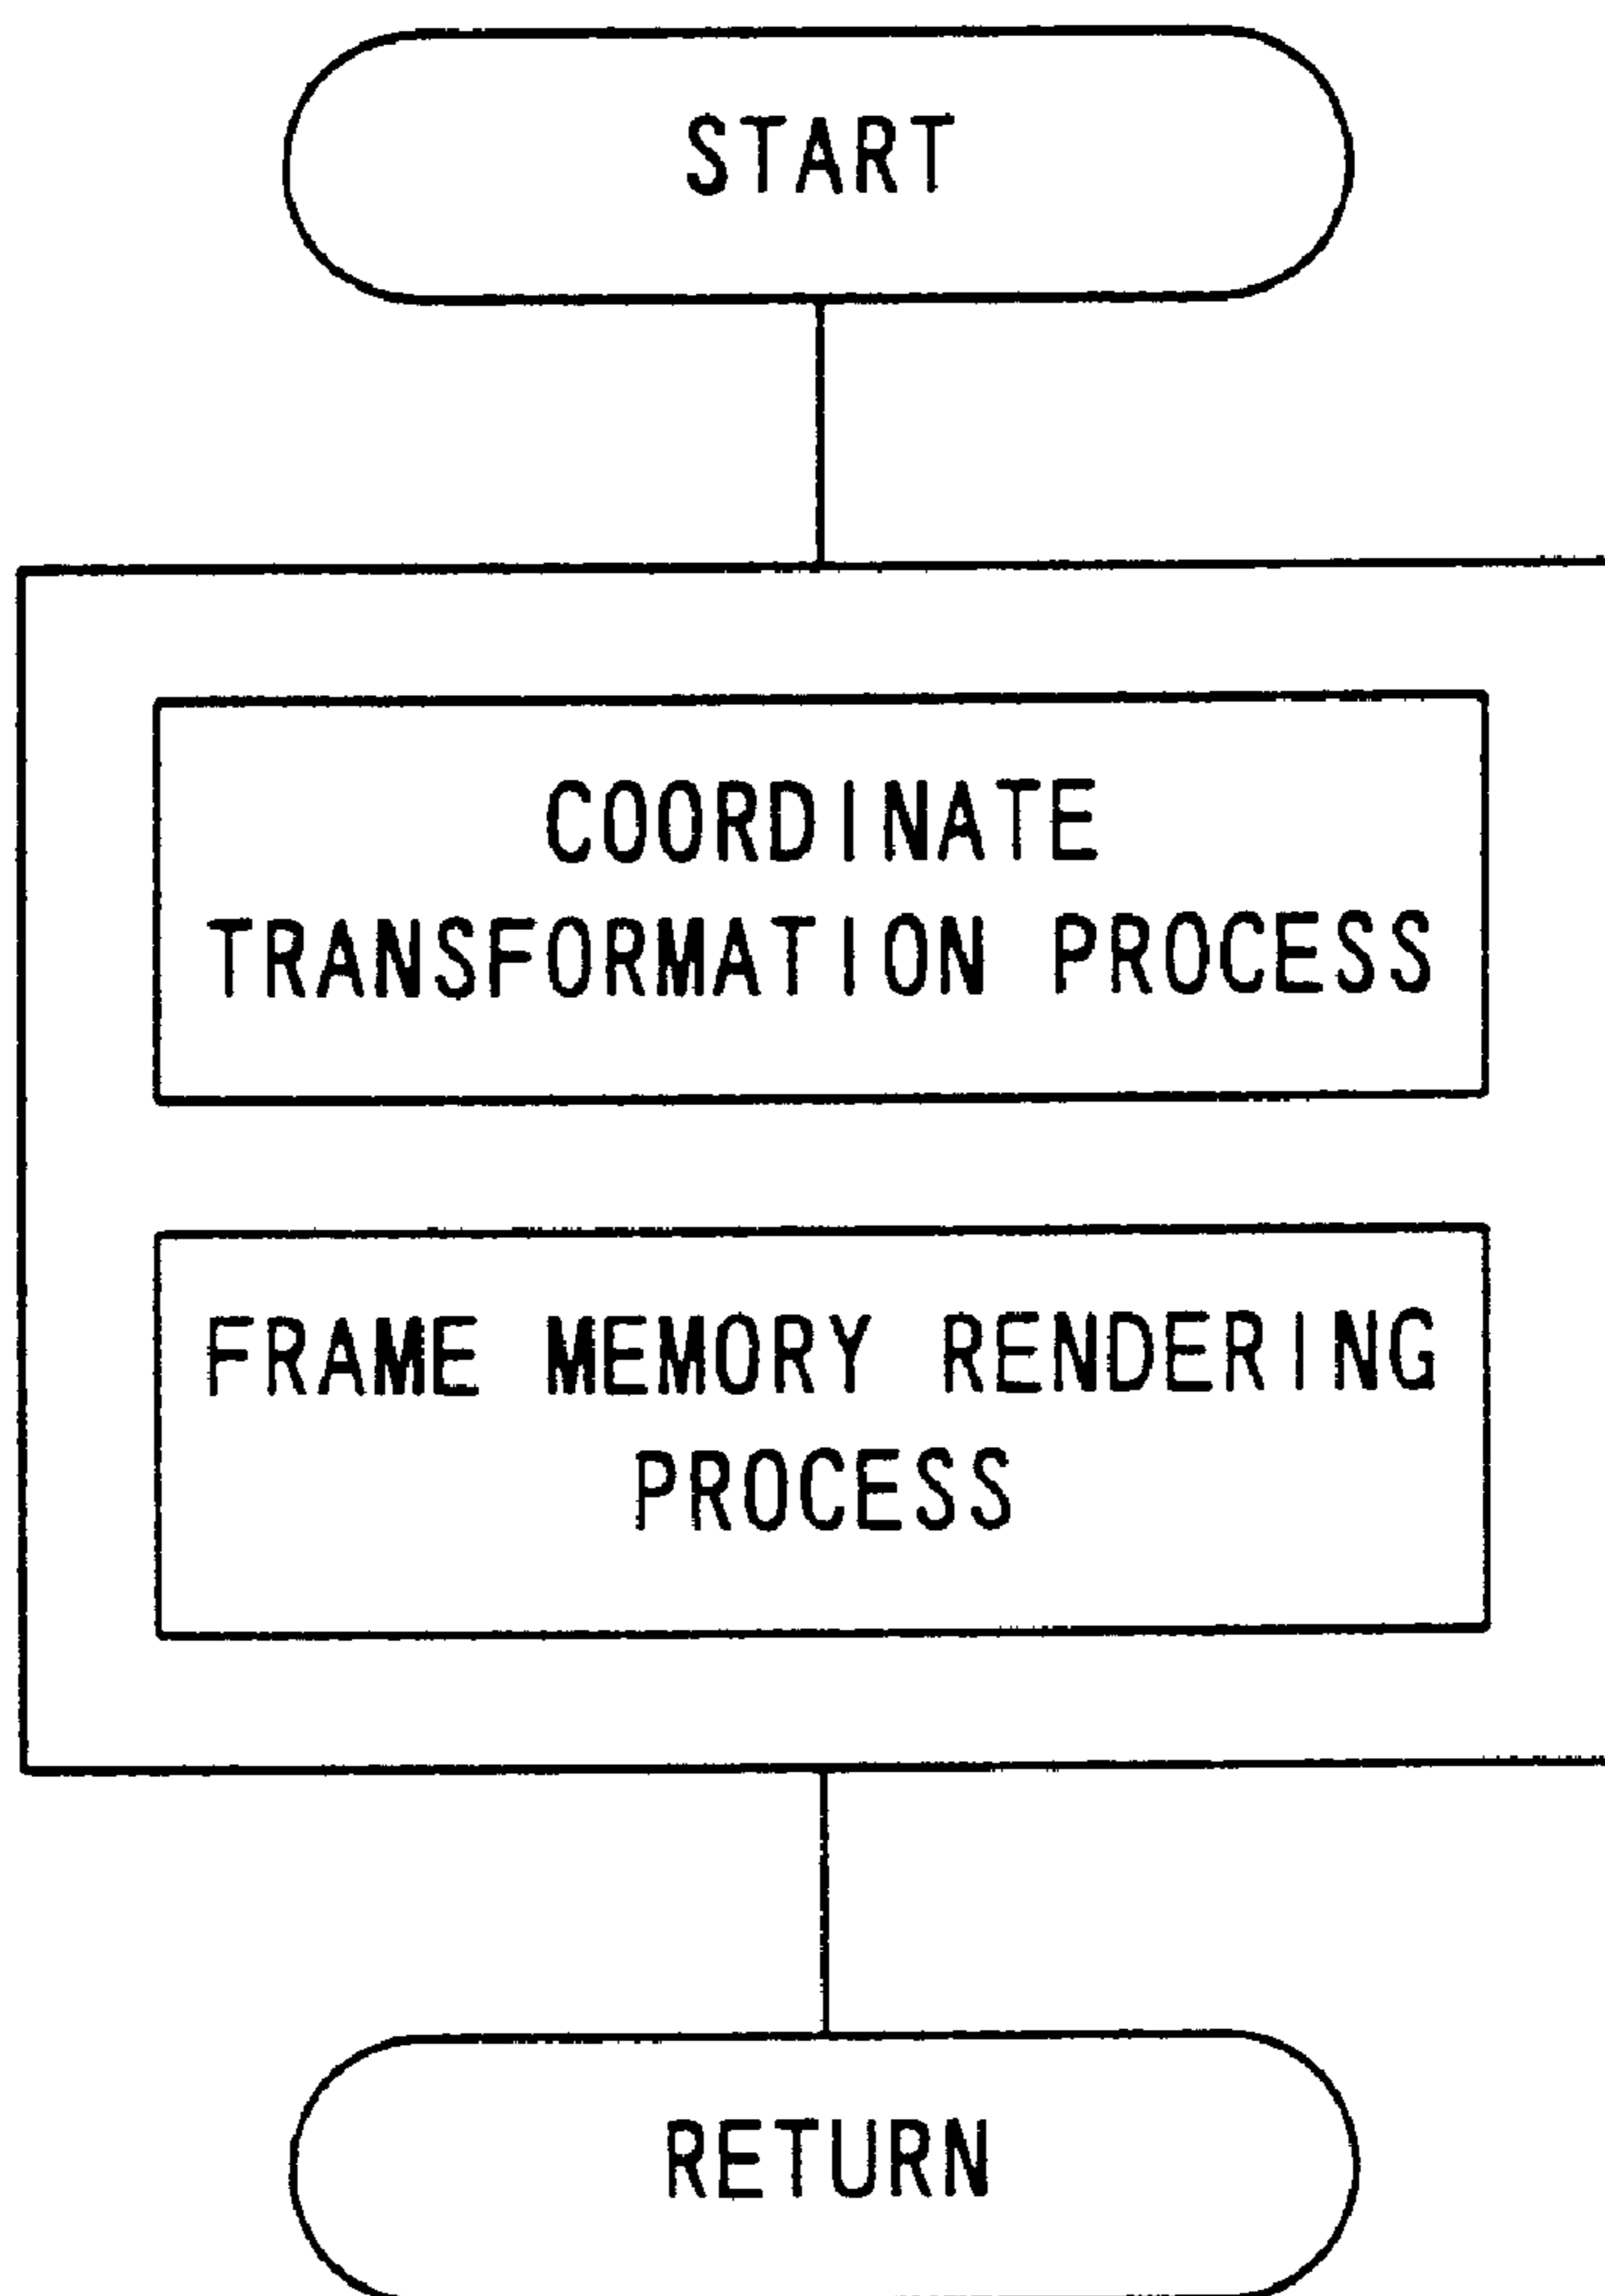 START
COORDINATE
TRANSFORMATION PROCESS
FRAME MEMORY RENDERING
PROCESS
RETURN